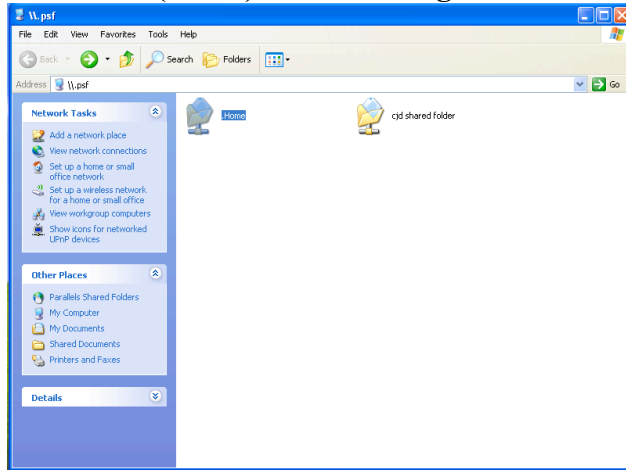 \\.psf
File Edit View Favorites Tools Help
Back Search Folders
Address \\.psf Go
Network Tasks
Add a network place
View network connections
Set up a home or small
office network
Set up a wireless network
for a home or small office
View workgroup computers
Show icons for networked
UPnP devices
Other Places
Parallels Shared Folders
My Computer
My Documents
Shared Documents
Printers and Faxes
Details
Home
cjd shared folder